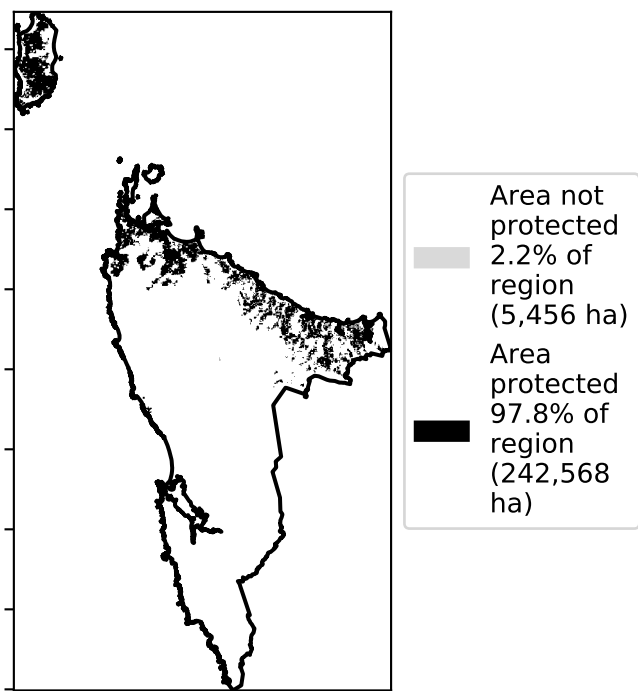 Area not
protected
2.2% of
region
(5,456 ha)
Area
protected
97.8% of
region
(242,568
ha)